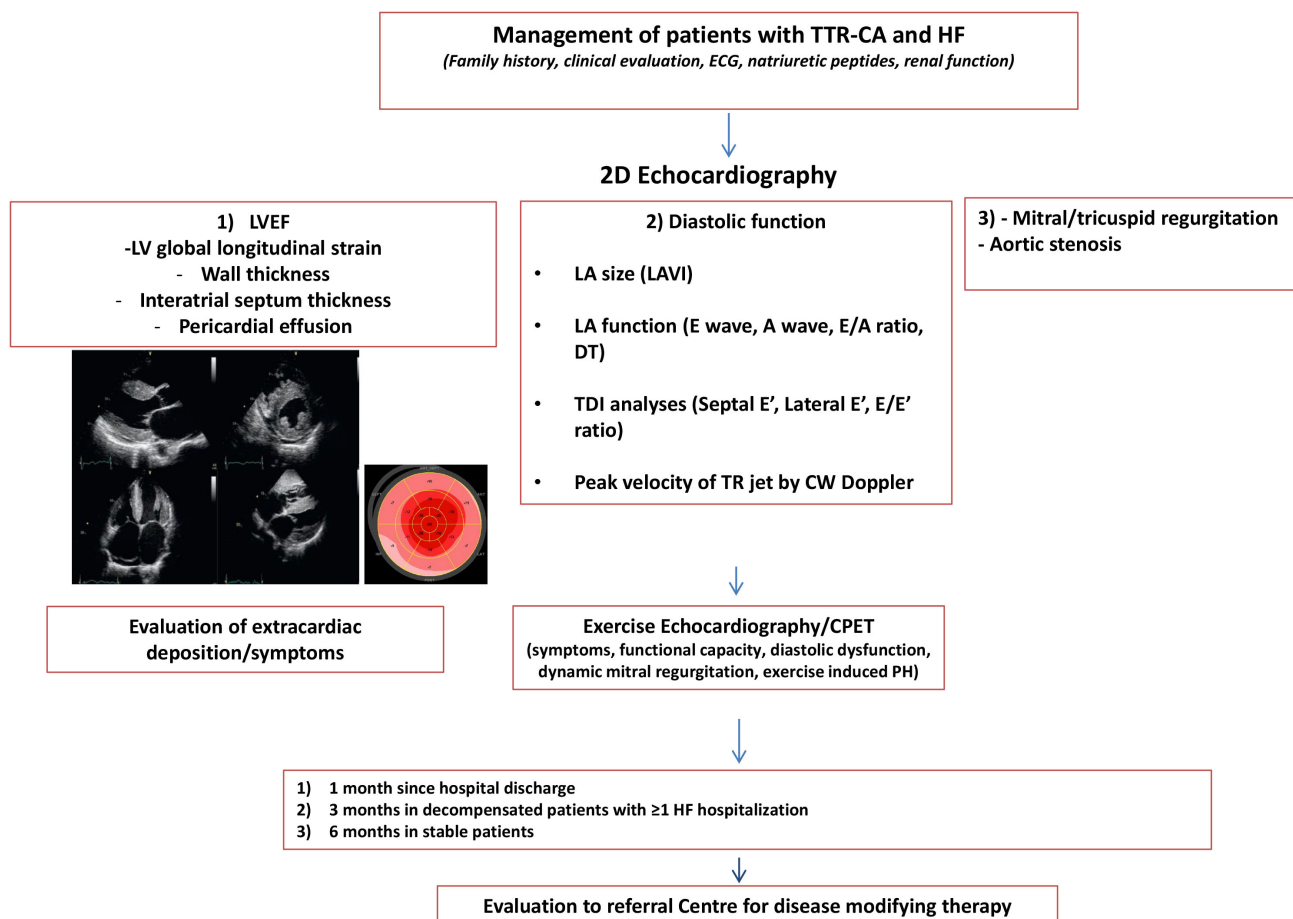 Management of patients with TTR-CA and HF
(Family history, clinical evaluation, ECG, natriuretic peptides, renal function)
2D Echocardiography
1) LVEF
-LV global longitudinal strain
- Wall thickness
- Interatrial septum thickness
- Pericardial effusion
2) Diastolic function
• LA size (LAVI)
• LA function (E wave, A wave, E/A ratio,
DT)
• TDI analyses (Septal E’, Lateral E’, E/E’
ratio)
• Peak velocity of TR jet by CW Doppler
3) - Mitral/tricuspid regurgitation
- Aortic stenosis
Evaluation of extracardiac
deposition/symptoms
Exercise Echocardiography/CPET
(symptoms, functional capacity, diastolic dysfunction,
dynamic mitral regurgitation, exercise induced PH)
1) 1 month since hospital discharge
2) 3 months in decompensated patients with ≥1 HF hospitalization
3) 6 months in stable patients
Evaluation to referral Centre for disease modifying therapy